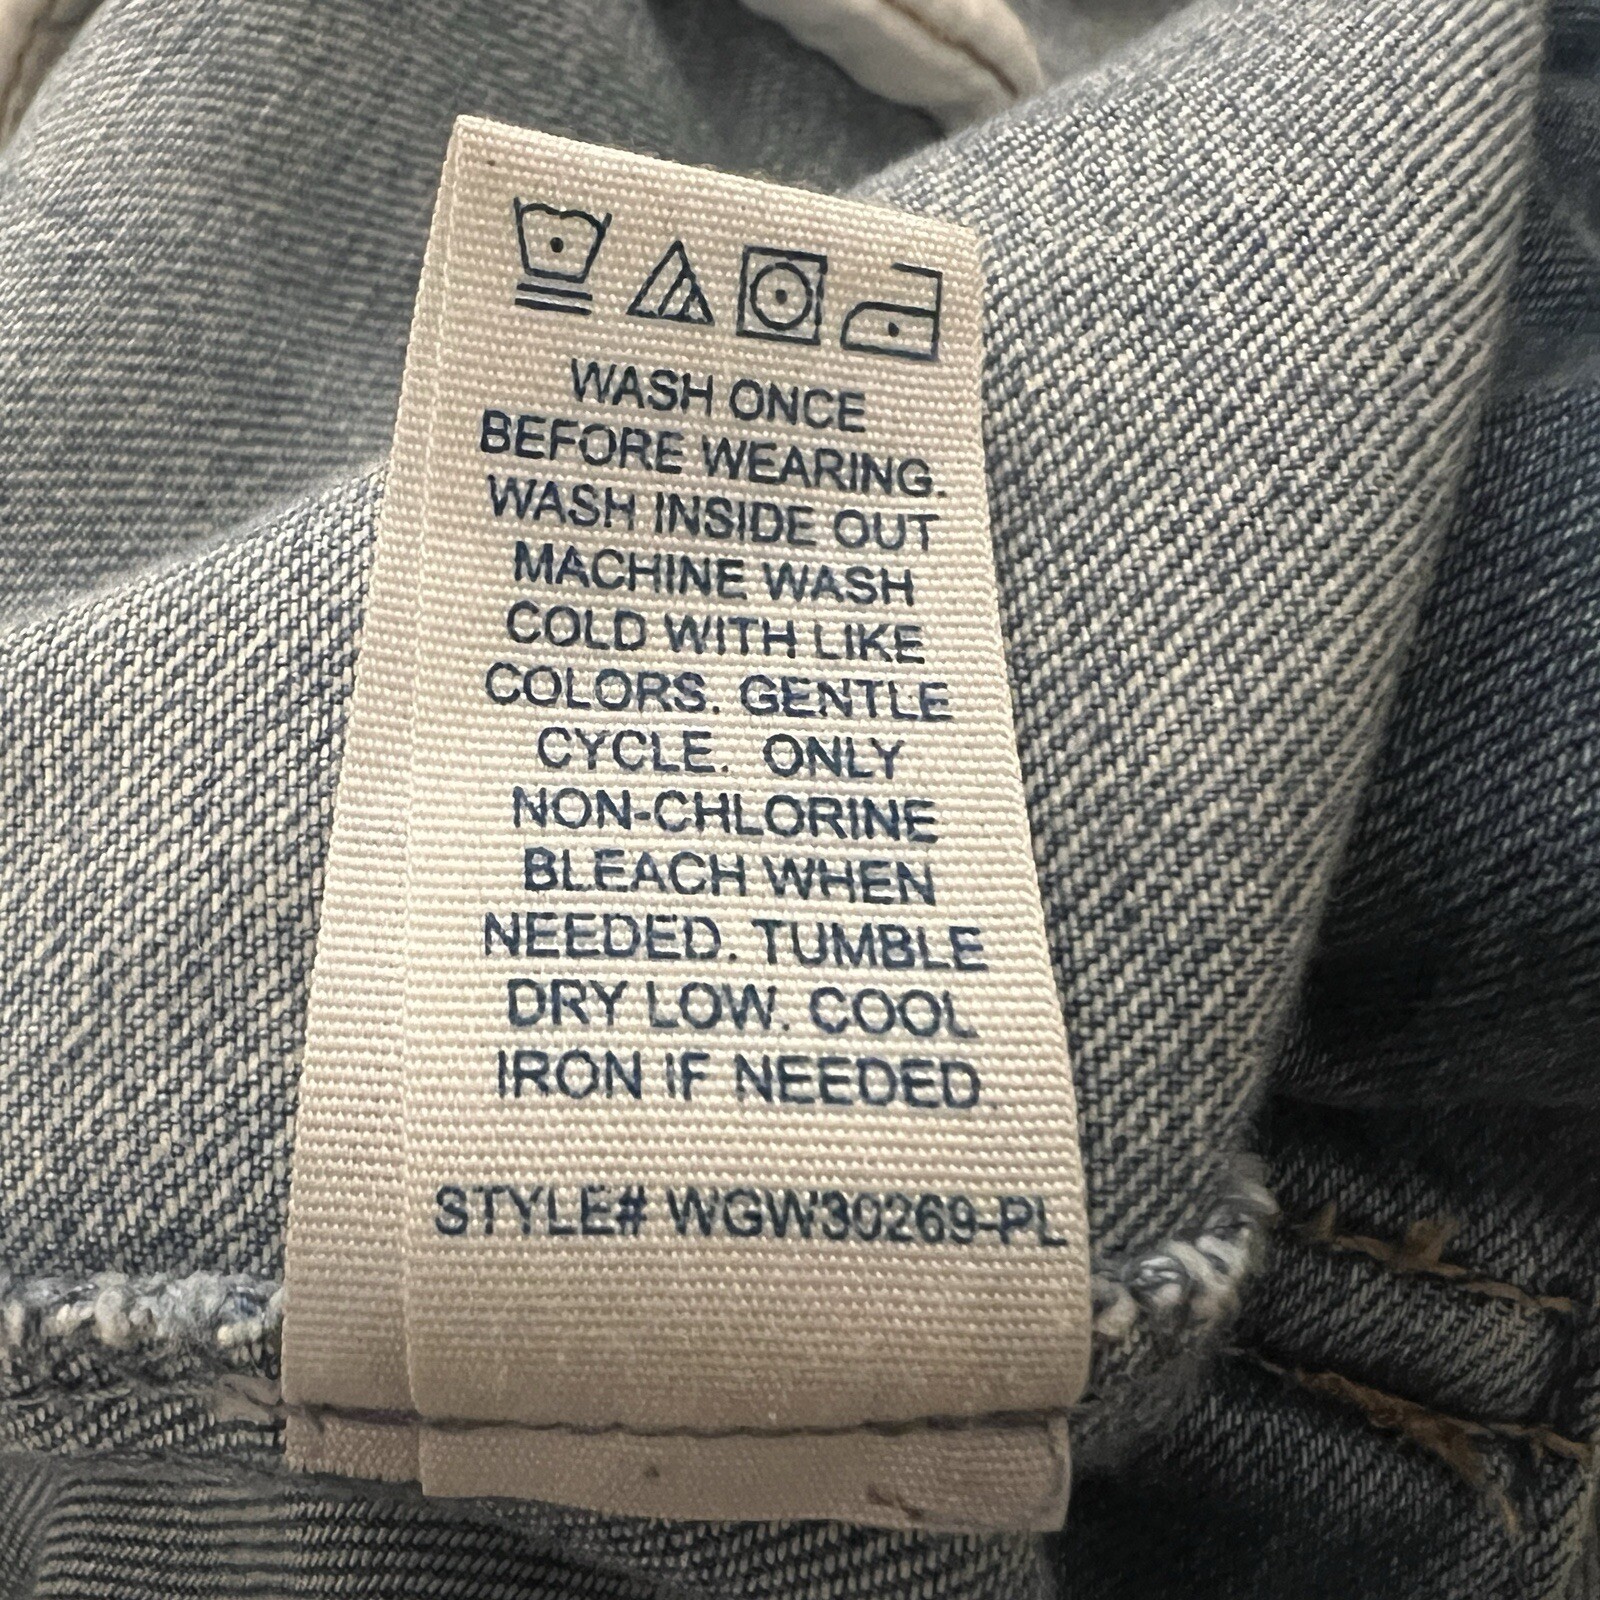 WASH ONCE
BEFORE WEARING.
WASH INSIDE OUT
MACHINE WASH
COLD WITH LIKE
COLORS. GENTLE
CYCLE. ONLY
NON-CHLORINE
BLEACH WHEN
NEEDED. TUMBLE
DRY LOW. COOL
IRON IF NEEDED
STYLE# WGW30269-PL